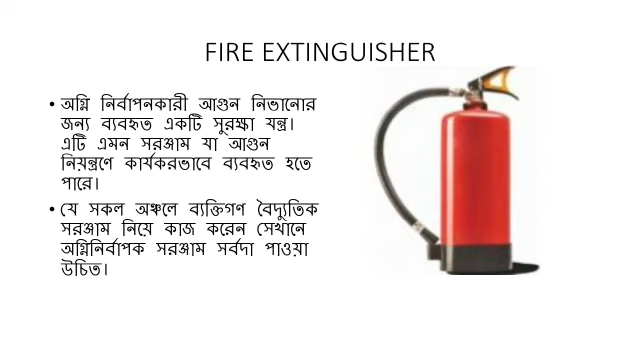 FIRE EXTINGUISHER
• অগ্নি নির্বাপনকারী আগুন নিভানোর
জন্য ব্যবহৃত একটি সুরক্ষা যন্ত্র।
এটি এমন সরঞ্জাম যা আগুন
নিয়ন্ত্রণে কার্যকরভাবে ব্যবহৃত হতে
পারে।
• যে সকল অঞ্চলে ব্যক্তিগণ বৈদ্যুতিক
সরঞ্জাম নিয়ে কাজ করেন সেখানে
অগ্নিনির্বাপক সরঞ্জাম সর্বদা পাওয়া
উচিত।